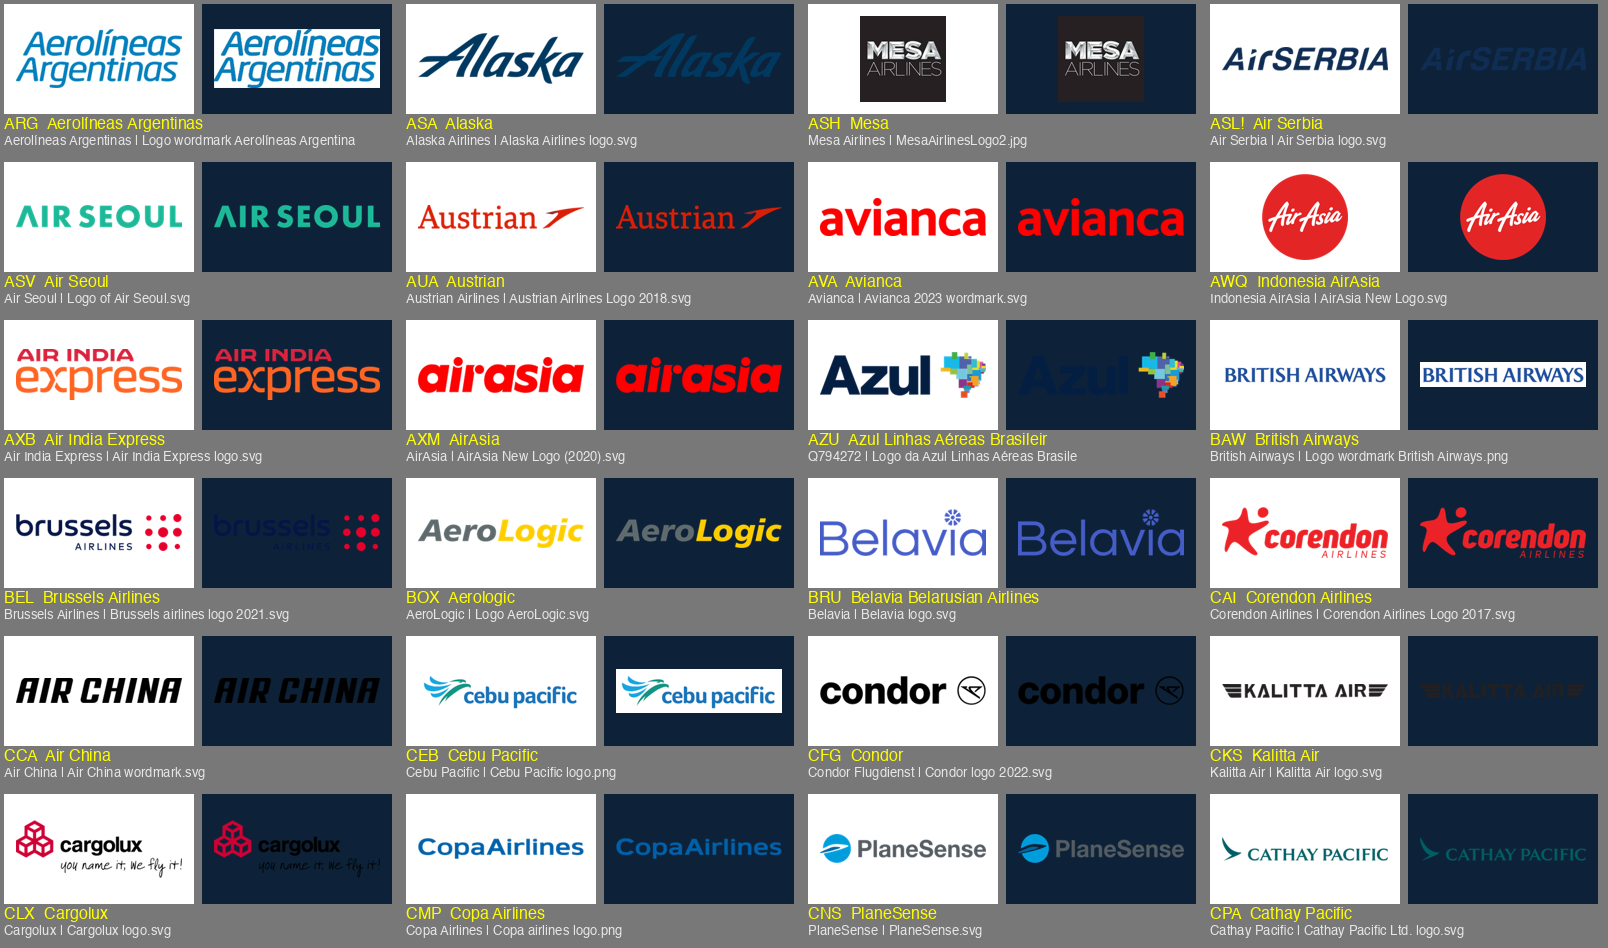 Aerolíneas Argentinas Aerolíneas Argentinas Alaska Alaska MESA AIRLINES MESA AIRLINES AirSERBIA AirSERBIA
ARG Aerolíneas Argentinas
Aerolíneas Argentinas | Logo wordmark Aerolíneas Argentina
ASA Alaska
Alaska Airlines | Alaska Airlines logo.svg
ASH Mesa
Mesa Airlines | MesaAirlinesLogo2.jpg
ASL! Air Serbia
Air Serbia | Air Serbia logo.svg
AIR SEOUL AIR SEOUL Austrian Austrian avianca avianca AirAsia AirAsia
ASV Air Seoul
Air Seoul | Logo of Air Seoul.svg
AUA Austrian
Austrian Airlines | Austrian Airlines Logo 2018.svg
AVA Avianca
Avianca | Avianca 2023 wordmark.svg
AWQ Indonesia AirAsia
Indonesia AirAsia | AirAsia New Logo.svg
AIR INDIA express AIR INDIA express airasia airasia Azul Azul BRITISH AIRWAYS BRITISH AIRWAYS
AXB Air India Express
Air India Express | Air India Express logo.svg
AXM AirAsia
AirAsia | AirAsia New Logo (2020).svg
AZU Azul Linhas Aéreas Brasileir
Q794272 | Logo da Azul Linhas Aéreas Brasile
BAW British Airways
British Airways | Logo wordmark British Airways.png
brussels AIRLINES brussels AIRLINES AeroLogic AeroLogic Belavia Belavia corendon AIRLINES corendon AIRLINES
BEL Brussels Airlines
Brussels Airlines | Brussels airlines logo 2021.svg
BOX Aerologic
AeroLogic | Logo AeroLogic.svg
BRU Belavia Belarusian Airlines
Belavia | Belavia logo.svg
CAI Corendon Airlines
Corendon Airlines | Corendon Airlines Logo 2017.svg
AIR CHINA AIR CHINA cebu pacific cebu pacific condor condor KALITTA AIR KALITTA AIR
CCA Air China
Air China | Air China wordmark.svg
CEB Cebu Pacific
Cebu Pacific | Cebu Pacific logo.png
CFG Condor
Condor Flugdienst | Condor logo 2022.svg
CKS Kalitta Air
Kalitta Air | Kalitta Air logo.svg
cargolux you name it, we fly it! cargolux you name it, we fly it! CopaAirlines CopaAirlines PlaneSense PlaneSense CATHAY PACIFIC CATHAY PACIFIC
CLX Cargolux
Cargolux | Cargolux logo.svg
CMP Copa Airlines
Copa Airlines | Copa airlines logo.png
CNS PlaneSense
PlaneSense | PlaneSense.svg
CPA Cathay Pacific
Cathay Pacific | Cathay Pacific Ltd. logo.svg